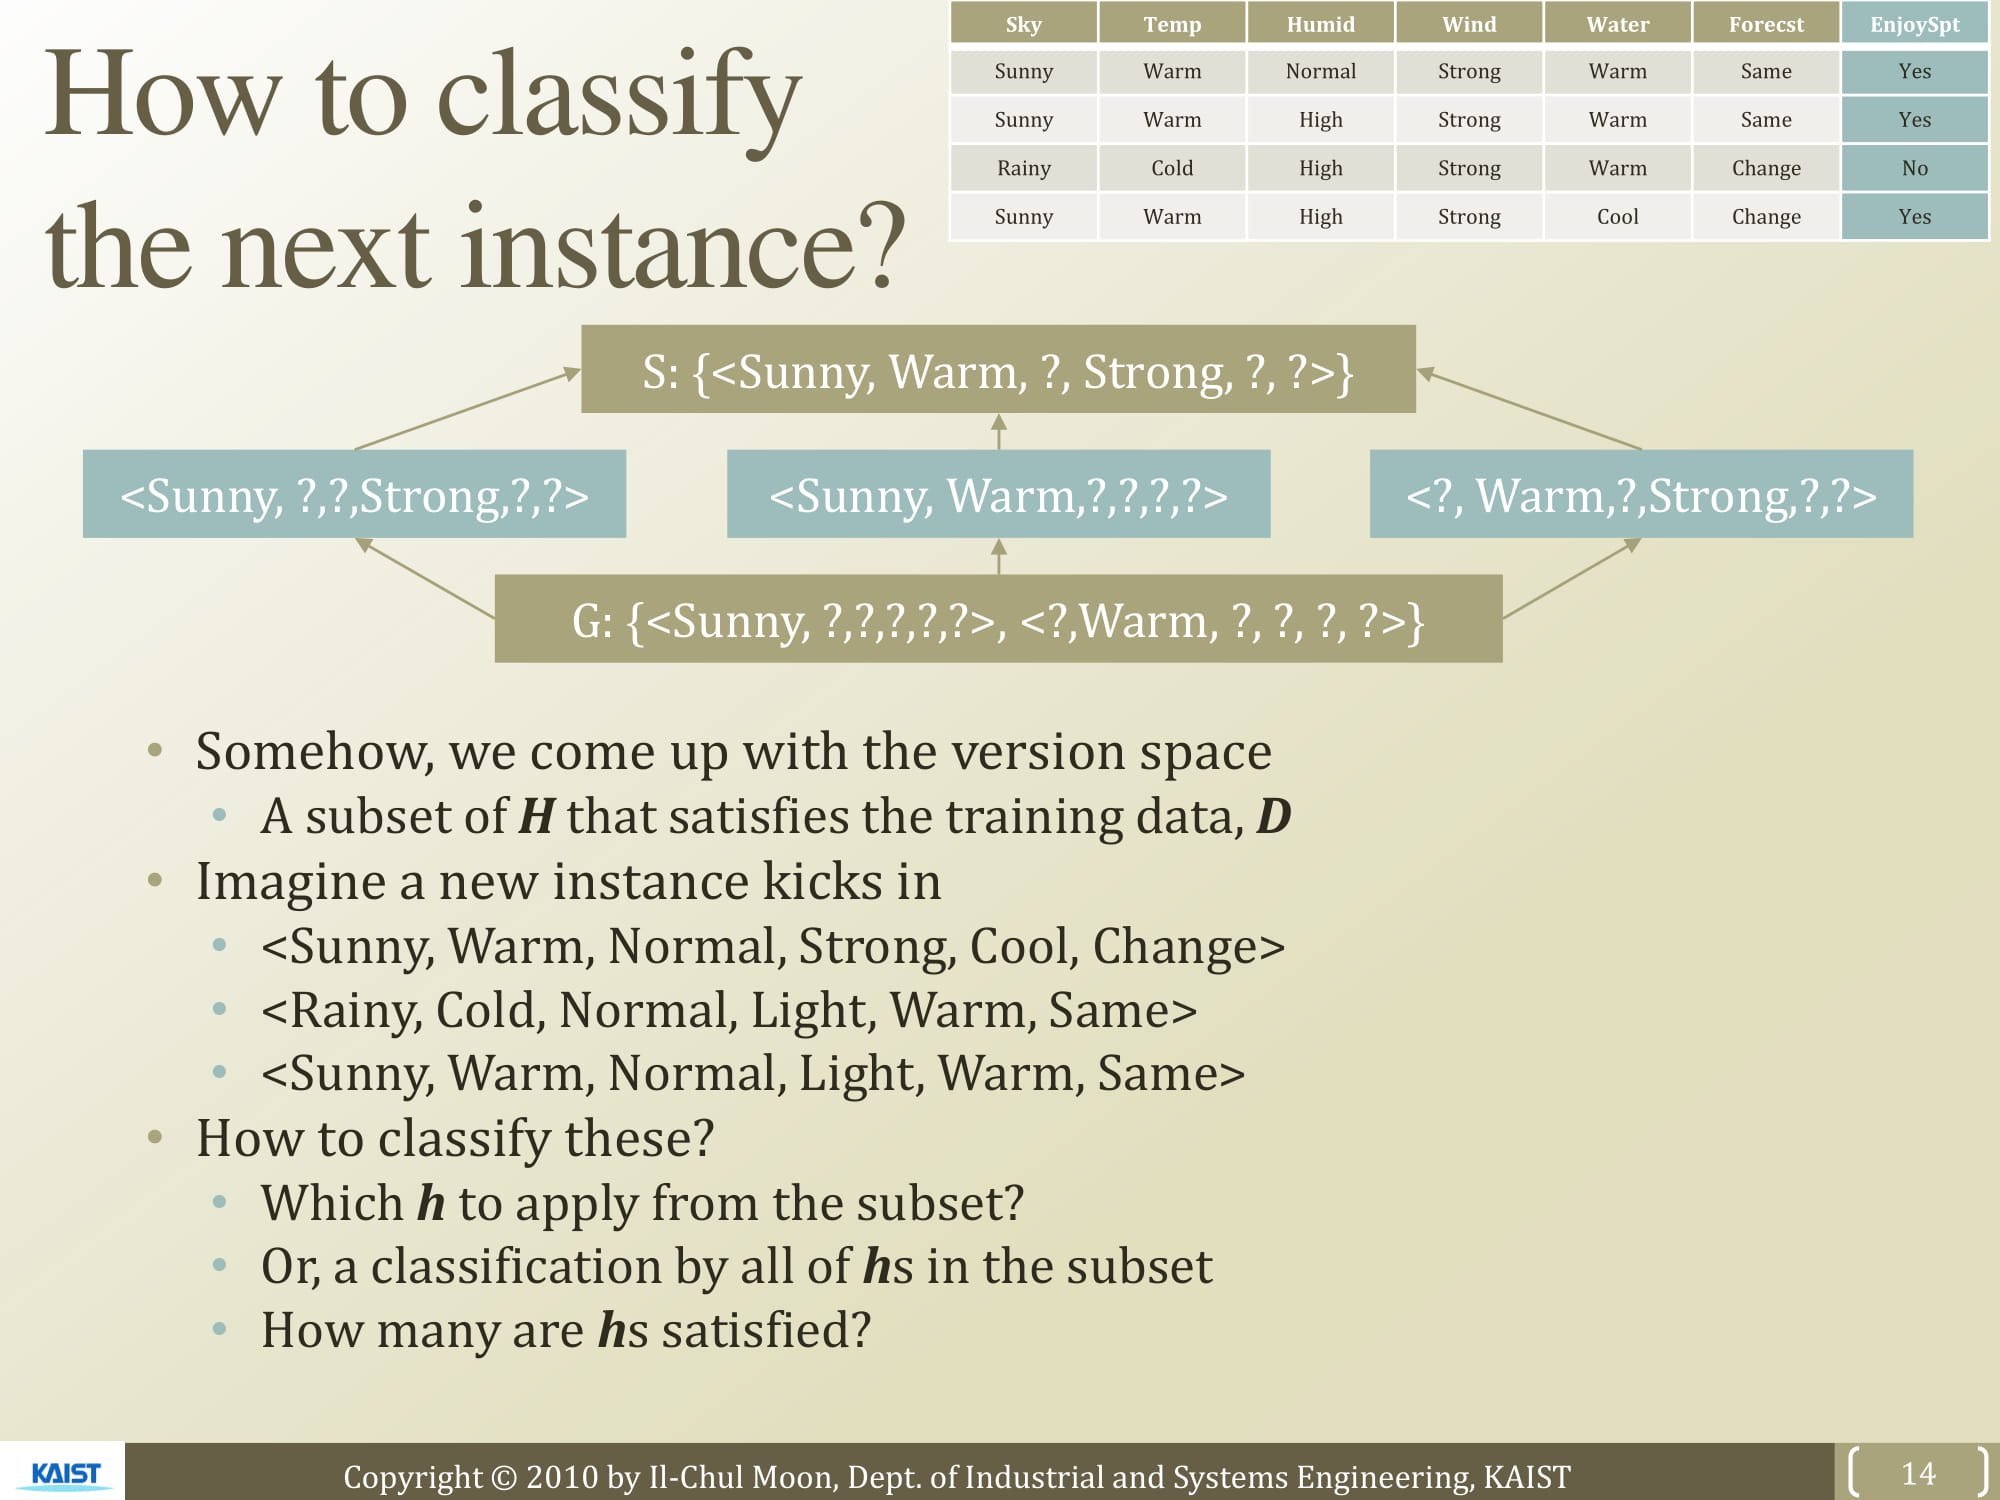 How to classify
the next instance?
Sky Temp Humid Wind Water Forecst EnjoySpt
Sunny Warm Normal Strong Warm Same Yes
Sunny Warm High Strong Warm Same Yes
Rainy Cold High Strong Warm Change No
Sunny Warm High Strong Cool Change Yes
S: {<Sunny, Warm, ?, Strong, ?, ?>}
<Sunny, ?,?,Strong,?,?> <Sunny, Warm,?,?,?,?> <?, Warm,?,Strong,?,?>
G: {<Sunny, ?,?,?,?,?>, <?,Warm, ?, ?, ?, ?>}
• Somehow, we come up with the version space
• A subset of H that satisfies the training data, D
• Imagine a new instance kicks in
• <Sunny, Warm, Normal, Strong, Cool, Change>
• <Rainy, Cold, Normal, Light, Warm, Same>
• <Sunny, Warm, Normal, Light, Warm, Same>
• How to classify these?
• Which h to apply from the subset?
• Or, a classification by all of hs in the subset
• How many are hs satisfied?
KAIST
Copyright © 2010 by Il-Chul Moon, Dept. of Industrial and Systems Engineering, KAIST
14